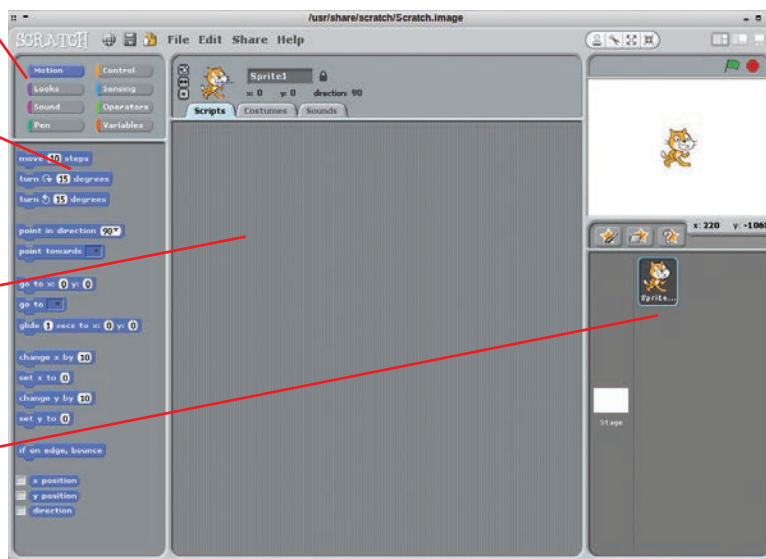 /usr/share/scratch/Scratch.image
SCRATCH File Edit Share Help
Motion Control
Looks Sensing
Sound Operators
Pen Variables
Sprite1
x: 0 y: 0 direction: 90
Scripts Costumes Sounds
move 10 steps
turn 15 degrees
turn 15 degrees
point in direction 90
point towards
go to x: 0 y: 0
go to
glide 1 secs to x: 0 y: 0
change x by 10
set x to 0
change y by 10
set y to 0
if on edge, bounce
x position
y position
direction
x: 220 y: -106
Sprite...
Stage